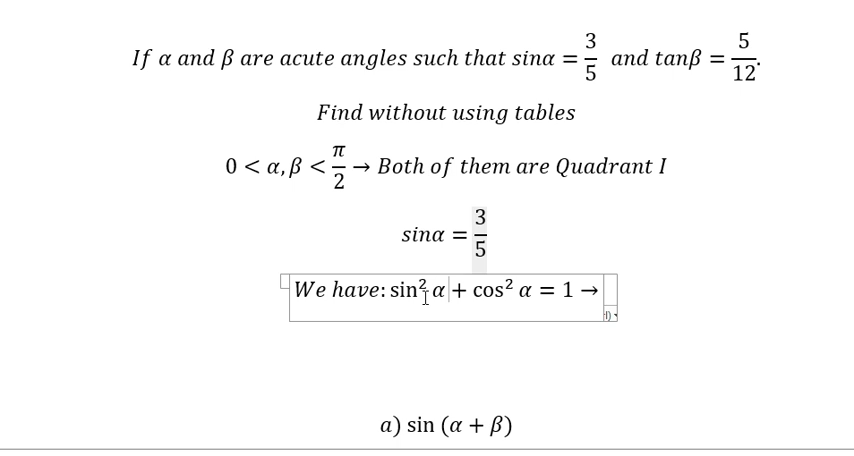 If α and β are acute angles such that sinα = 3/5 and tanβ = 5/12.
Find without using tables
0 < α, β < π/2 → Both of them are Quadrant I
sinα = 3/5
We have: sin² α + cos² α = 1 →
a) sin (α + β)